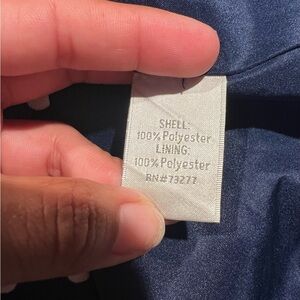 SHELL:
100% Polyester
LINING:
100% Polyester
RN#73277